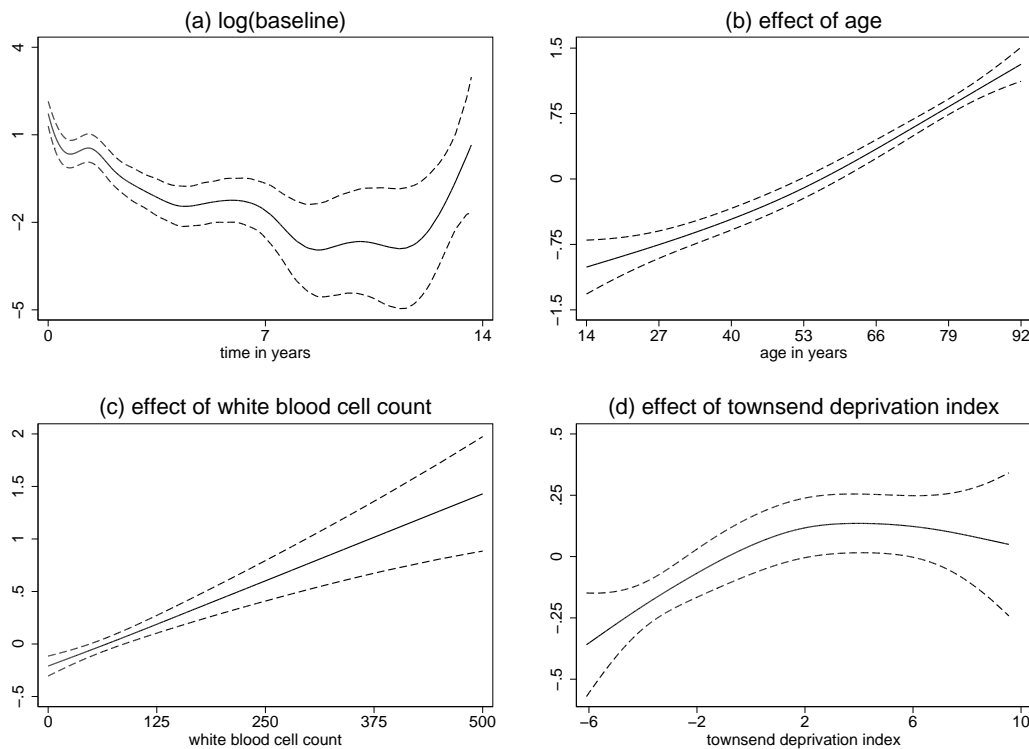 (a) log(baseline)
4
1
−2
−5
0 7 14
time in years
(b) effect of age
1.5
.75
0
−.75
−1.5
14 27 40 53 66 79 92
age in years
(c) effect of white blood cell count
2
1.5
1
.5
0
−.5
0 125 250 375 500
white blood cell count
(d) effect of townsend deprivation index
.5
.25
0
−.25
−.5
−6 −2 2 6 10
townsend deprivation index